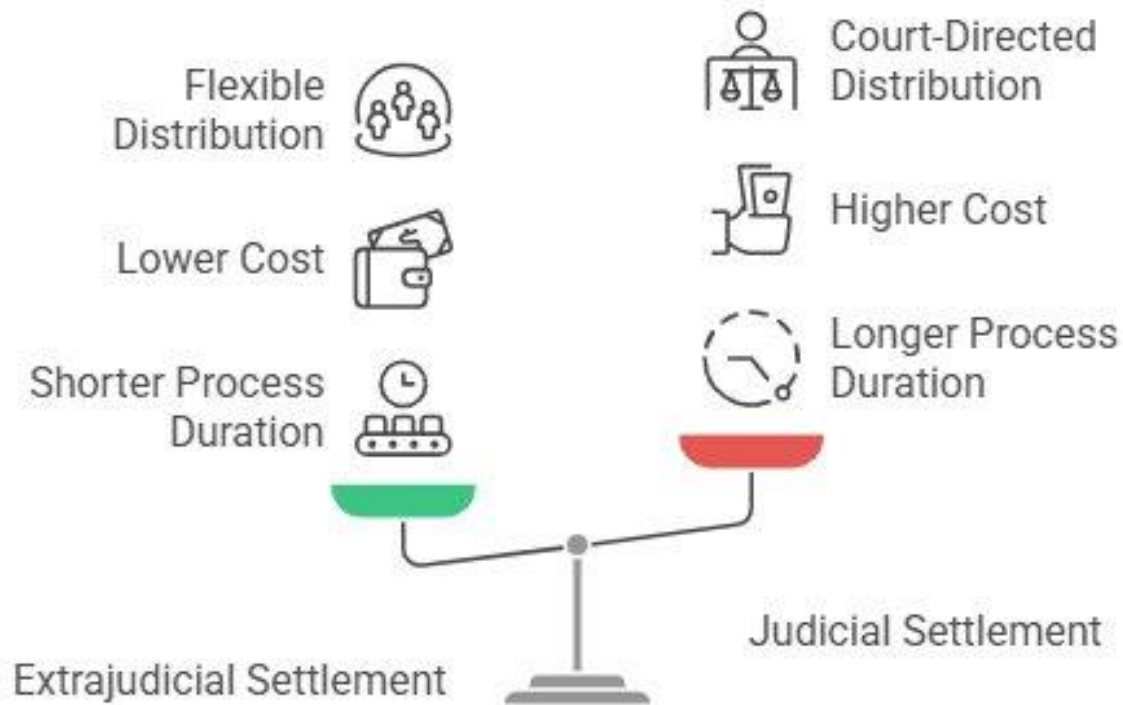 Flexible
Distribution
Lower Cost
Shorter Process
Duration
Extrajudicial Settlement
Court-Directed
Distribution
Higher Cost
Longer Process
Duration
Judicial Settlement